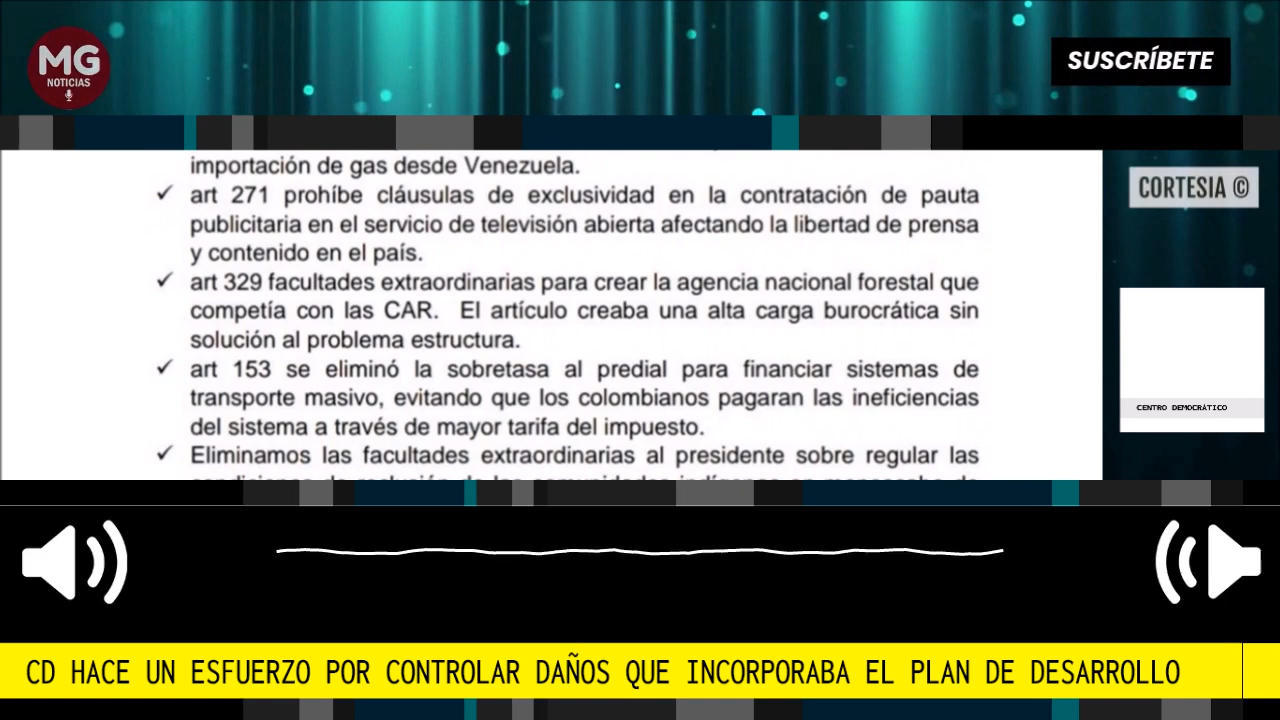 MG
NOTICIAS
SUSCRÍBETE
importación de gas desde Venezuela.
CORTESIA ©
✓ art 271 prohíbe cláusulas de exclusividad en la contratación de pauta
publicitaria en el servicio de televisión abierta afectando la libertad de prensa
y contenido en el país.
✓ art 329 facultades extraordinarias para crear la agencia nacional forestal que
competía con las CAR. El artículo creaba una alta carga burocrática sin
solución al problema estructura.
✓ art 153 se eliminó la sobretasa al predial para financiar sistemas de
transporte masivo, evitando que los colombianos pagaran las ineficiencias
del sistema a través de mayor tarifa del impuesto.
✓ Eliminamos las facultades extraordinarias al presidente sobre regular las
CENTRO DEMOCRÁTICO
CD HACE UN ESFUERZO POR CONTROLAR DAÑOS QUE INCORPORABA EL PLAN DE DESARROLLO